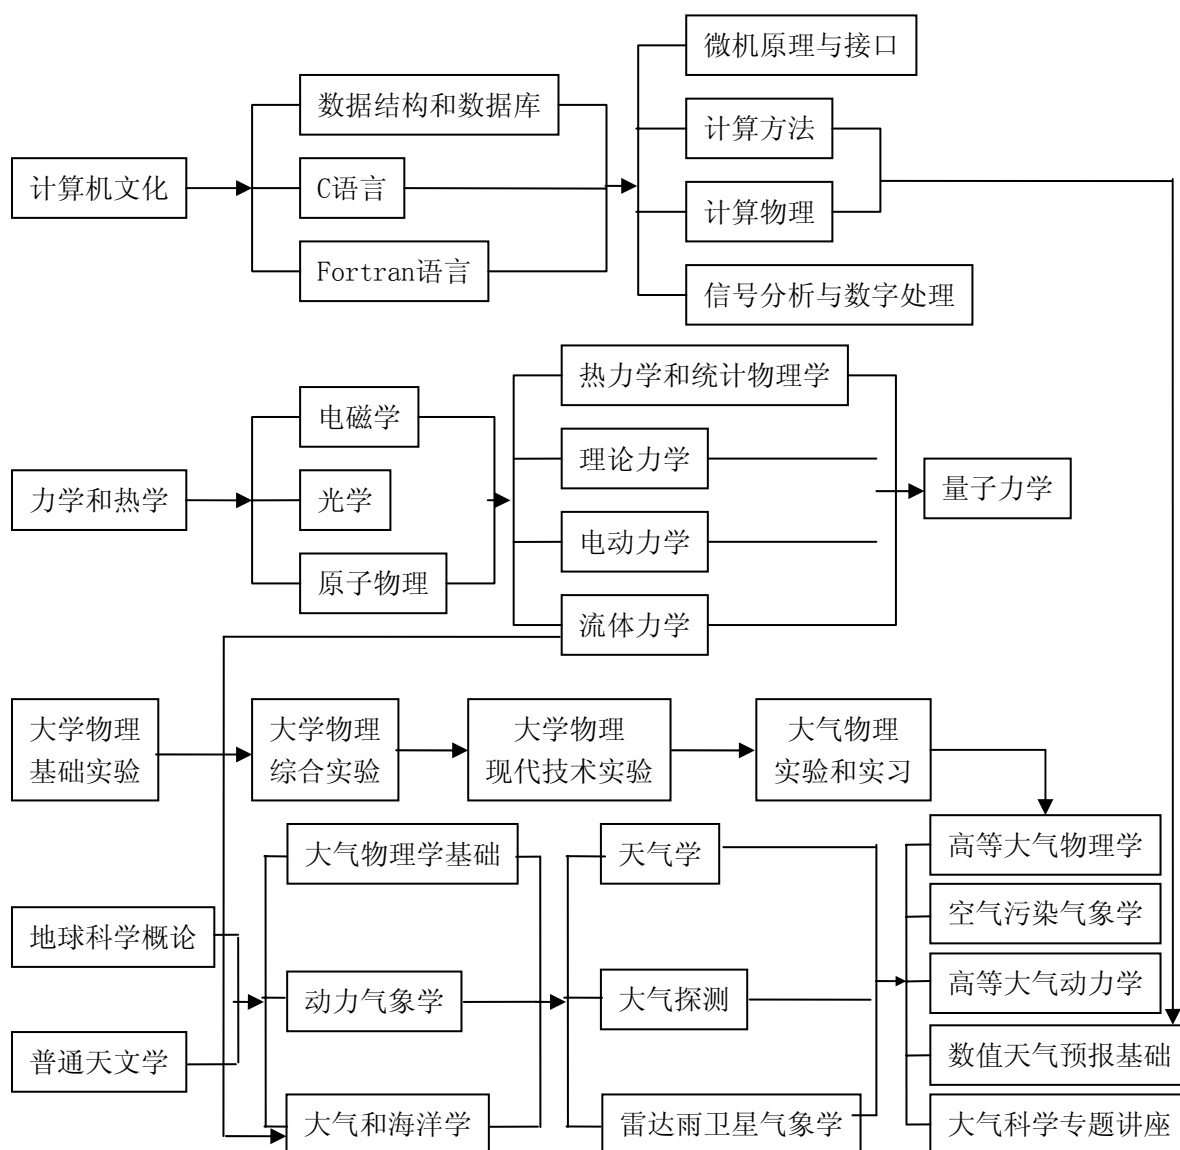 微机原理与接口
数据结构和数据库
计算方法
计算机文化
C语言
计算物理
Fortran语言
信号分析与数字处理
热力学和统计物理学
电磁学
理论力学
力学和热学
光学
量子力学
电动力学
原子物理
流体力学
大学物理
基础实验
大学物理
综合实验
大学物理
现代技术实验
大气物理
实验和实习
大气物理学基础
天气学
高等大气物理学
地球科学概论
空气污染气象学
动力气象学
大气探测
高等大气动力学
普通天文学
数值天气预报基础
大气和海洋学
雷达雨卫星气象学
大气科学专题讲座